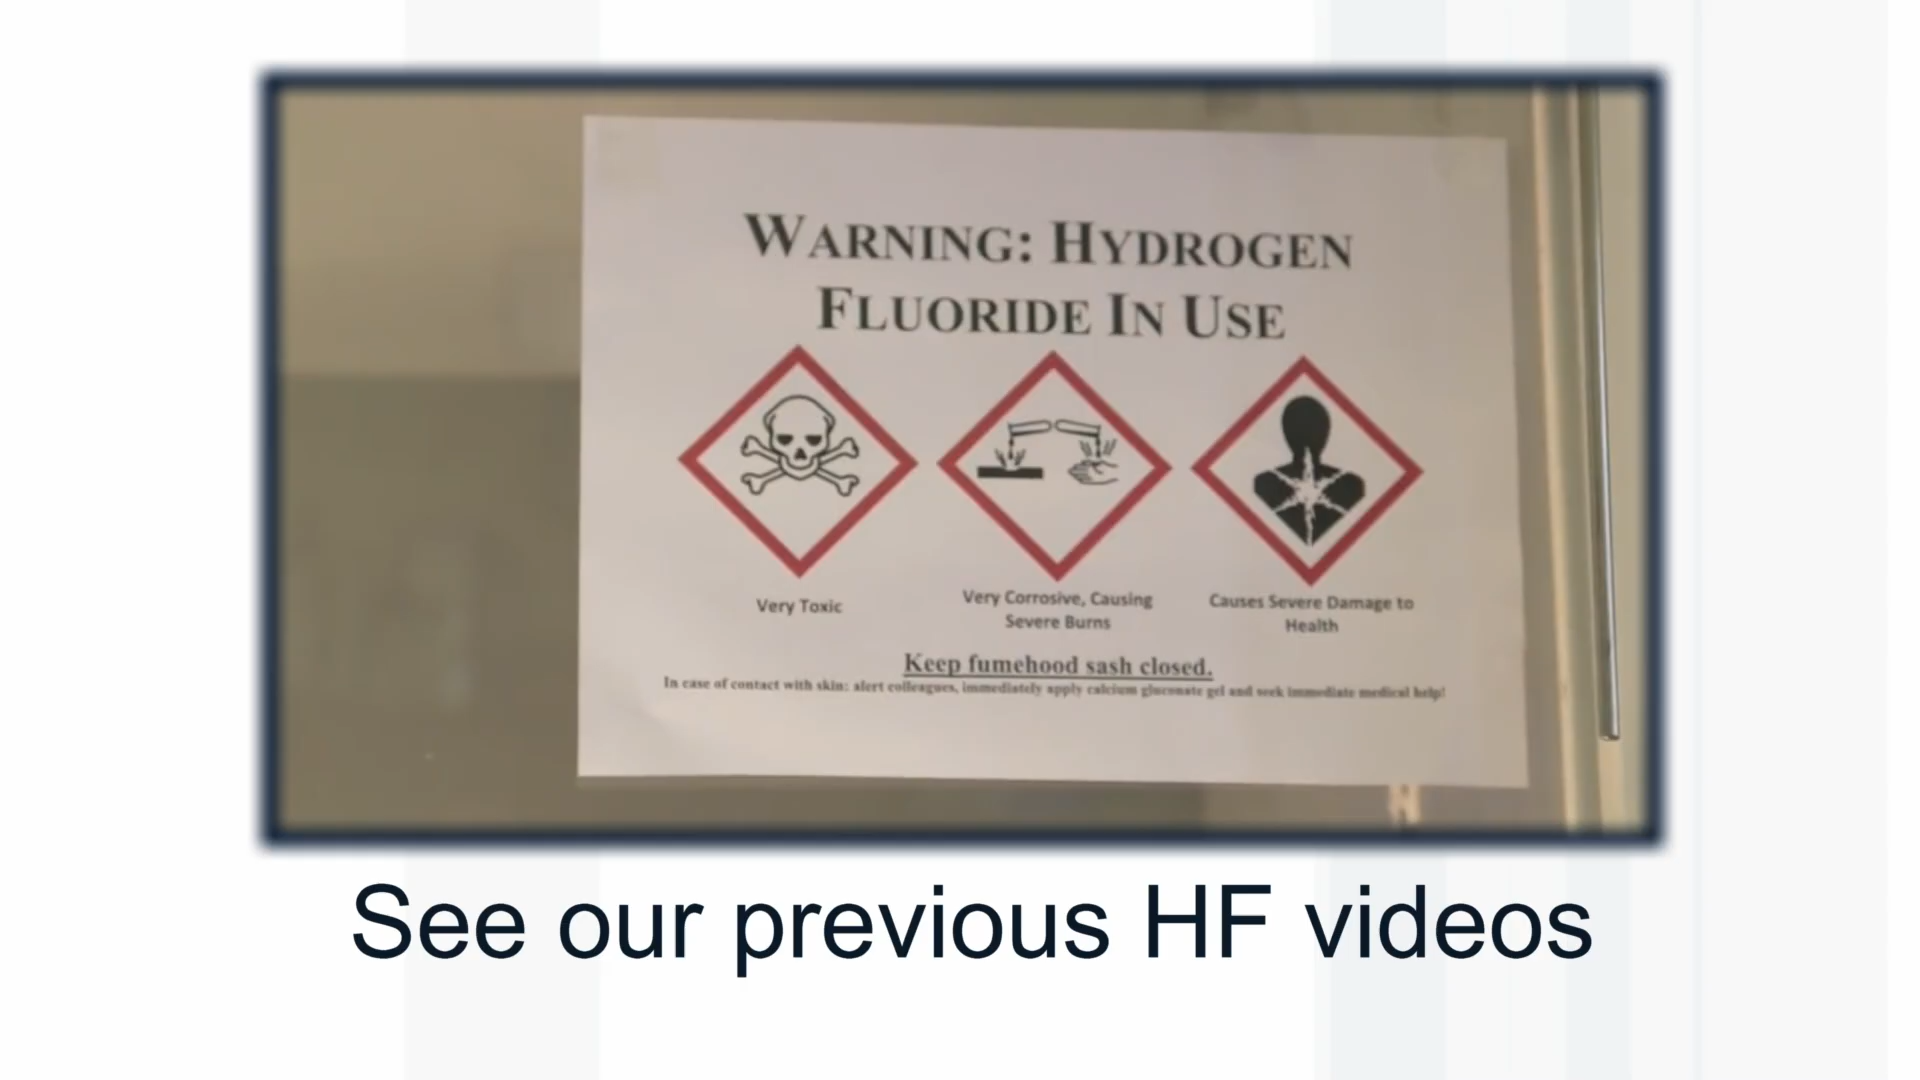 WARNING: HYDROGEN
FLUORIDE IN USE
Very Toxic
Very Corrosive, Causing
Severe Burns
Causes Severe Damage to
Health
Keep fumehood sash closed.
In case of contact with skin: alert colleagues, immediately apply calcium gluconate gel and seek immediate medical help!
See our previous HF videos